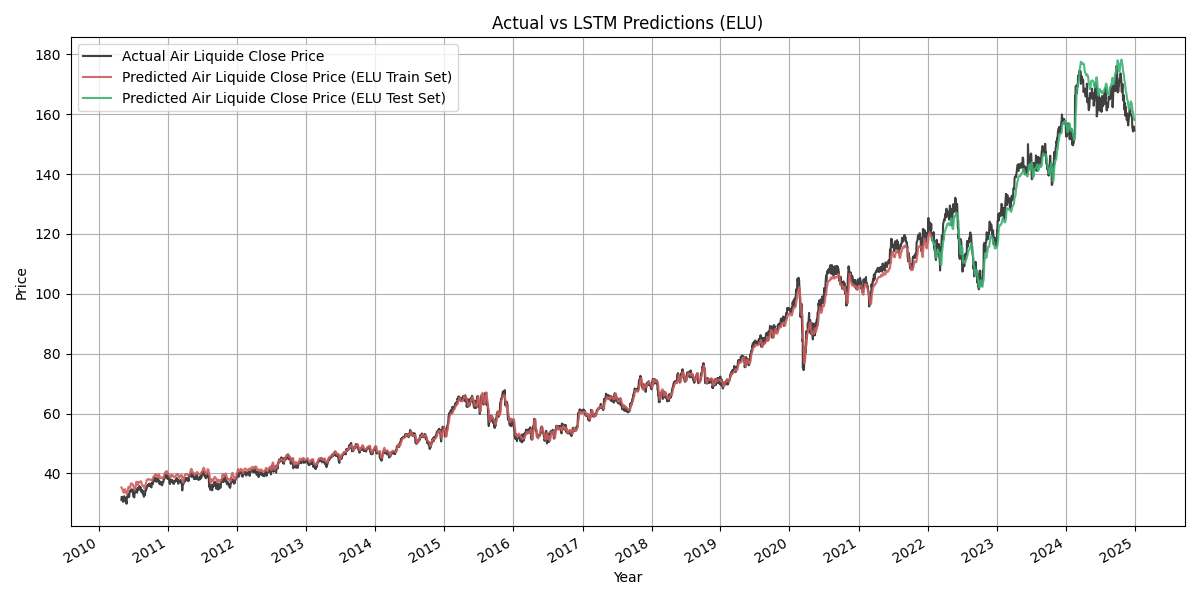 Actual vs LSTM Predictions (ELU)
Actual Air Liquide Close Price
Predicted Air Liquide Close Price (ELU Train Set)
Predicted Air Liquide Close Price (ELU Test Set)
180
160
140
120
100
80
60
40
Price
2010 2011 2012 2013 2014 2015 2016 2017 2018 2019 2020 2021 2022 2023 2024 2025
Year